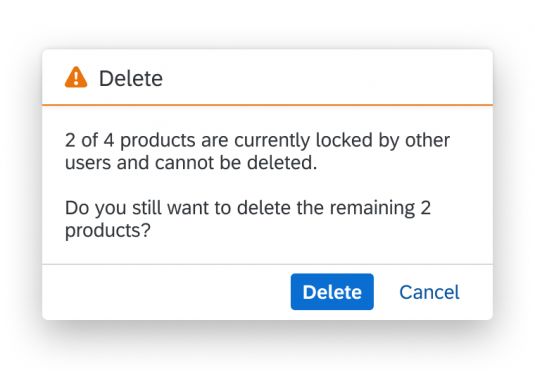 Delete
2 of 4 products are currently locked by other
users and cannot be deleted.
Do you still want to delete the remaining 2
products?
Delete
Cancel